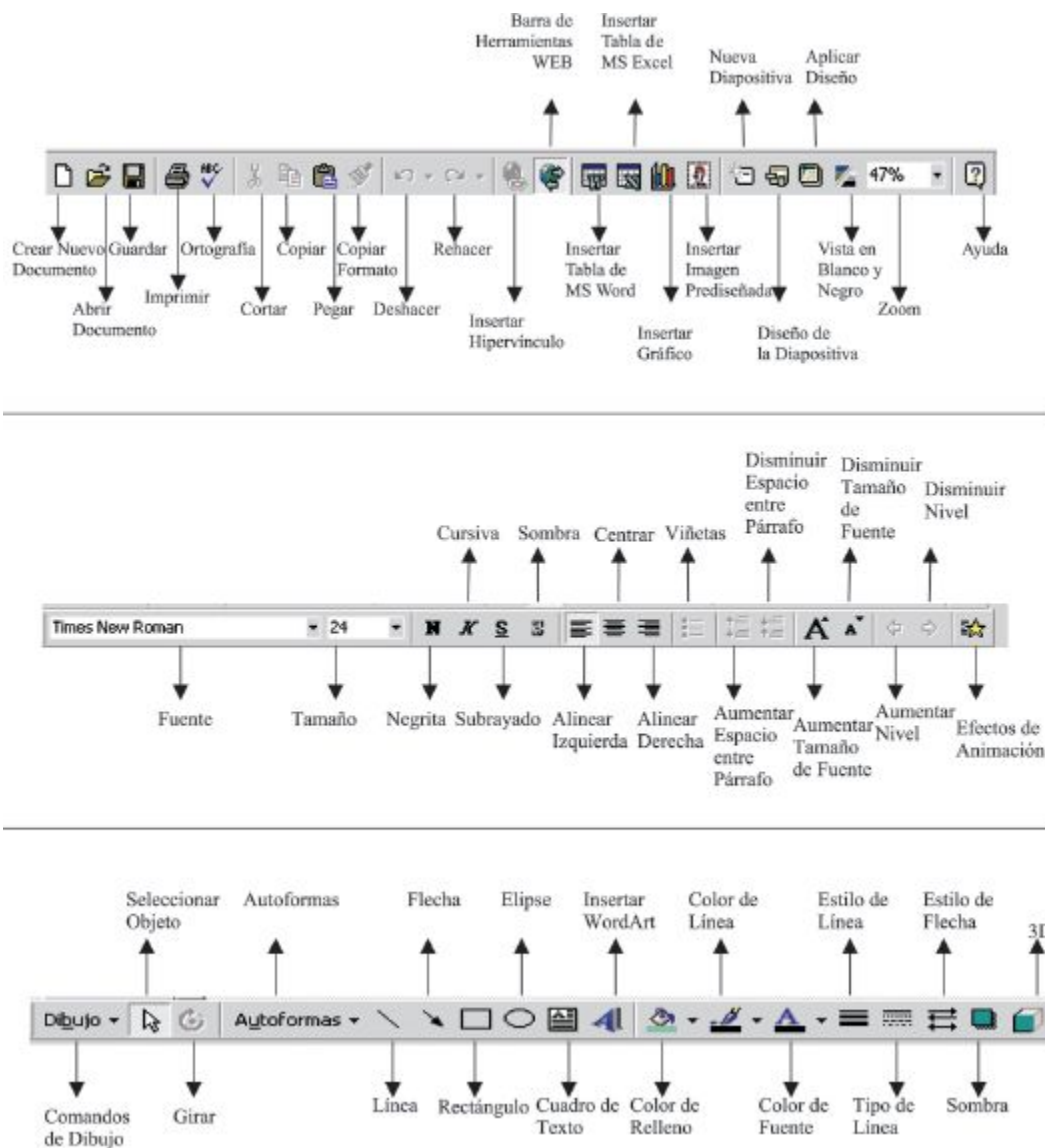 Barra de
Herramientas
WEB
Insertar
Tabla de
MS Excel
Nueva
Diapositiva
Aplicar
Diseño
ABC
47%
Crear Nuevo
Documento
Abrir
Documento
Guardar
Imprimir
Ortografía
Cortar
Copiar
Pegar
Copiar
Formato
Deshacer
Rehacer
Insertar
Hipervínculo
Insertar
Tabla de
MS Word
Insertar
Gráfico
Insertar
Imagen
Prediseñada
Diseño de
la Diapositiva
Vista en
Blanco y
Negro
Zoom
Ayuda
Cursiva
Sombra
Centrar
Viñetas
Disminuir
Espacio
entre
Párrafo
Disminuir
Tamaño
de
Fuente
Disminuir
Nivel
Times New Roman
24
N K S S A A
Fuente
Tamaño
Negrita
Subrayado
Alinear
Izquierda
Alinear
Derecha
Aumentar
Espacio
entre
Párrafo
Aumentar
Tamaño
de Fuente
Aumentar
Nivel
Efectos de
Animación
Seleccionar
Objeto
Autoformas
Flecha
Elipse
Insertar
WordArt
Color de
Línea
Estilo de
Línea
Estilo de
Flecha
3D
Dibujo
Autoformas
Comandos
de Dibujo
Girar
Línea
Rectángulo
Cuadro de
Texto
Color de
Relleno
Color de
Fuente
Tipo de
Línea
Sombra